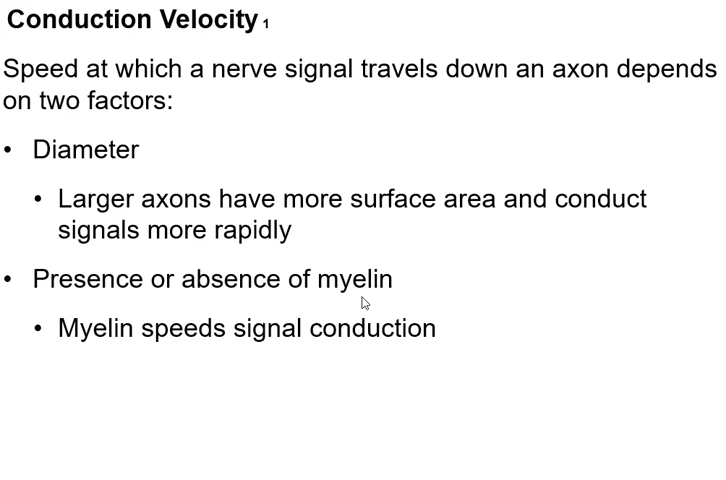 Conduction Velocity 1
Speed at which a nerve signal travels down an axon depends
on two factors:
• Diameter
• Larger axons have more surface area and conduct
signals more rapidly
• Presence or absence of myelin
• Myelin speeds signal conduction